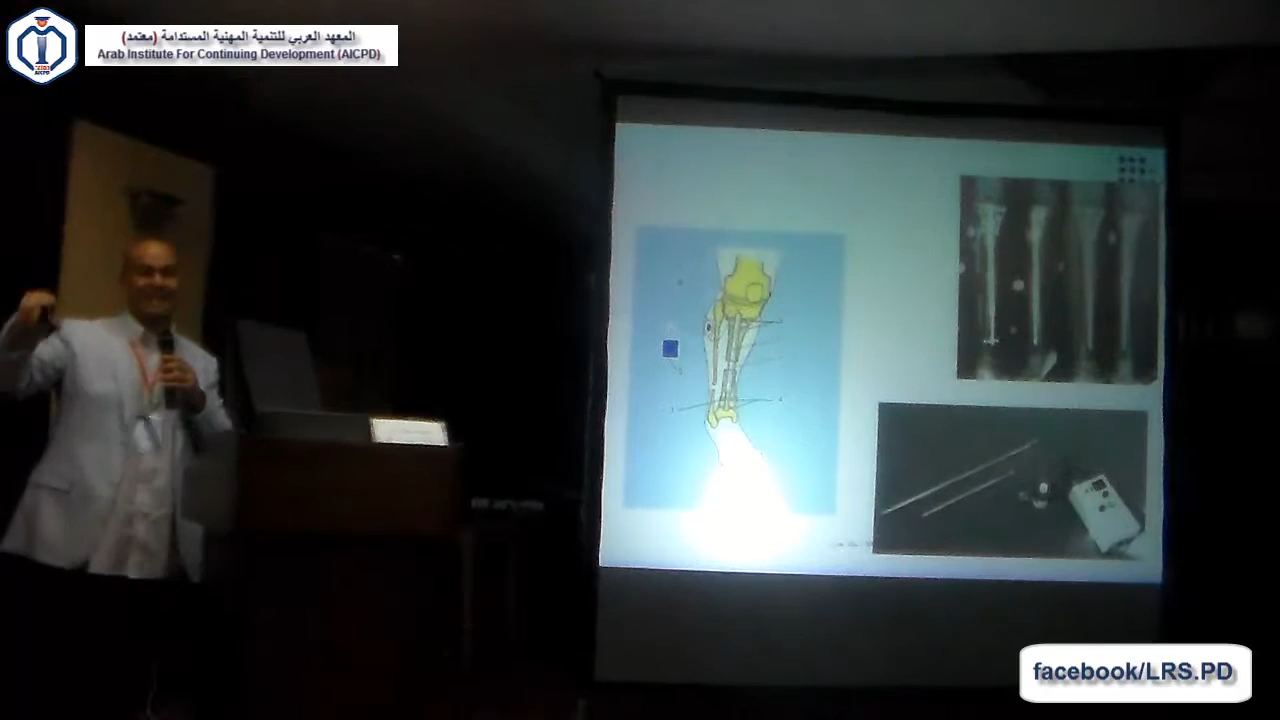 المعهد العربي للتنمية المهنية المستدامة (معتمد)
Arab Institute For Continuing Development (AICPD)
AICPD
facebook/LRS.PD